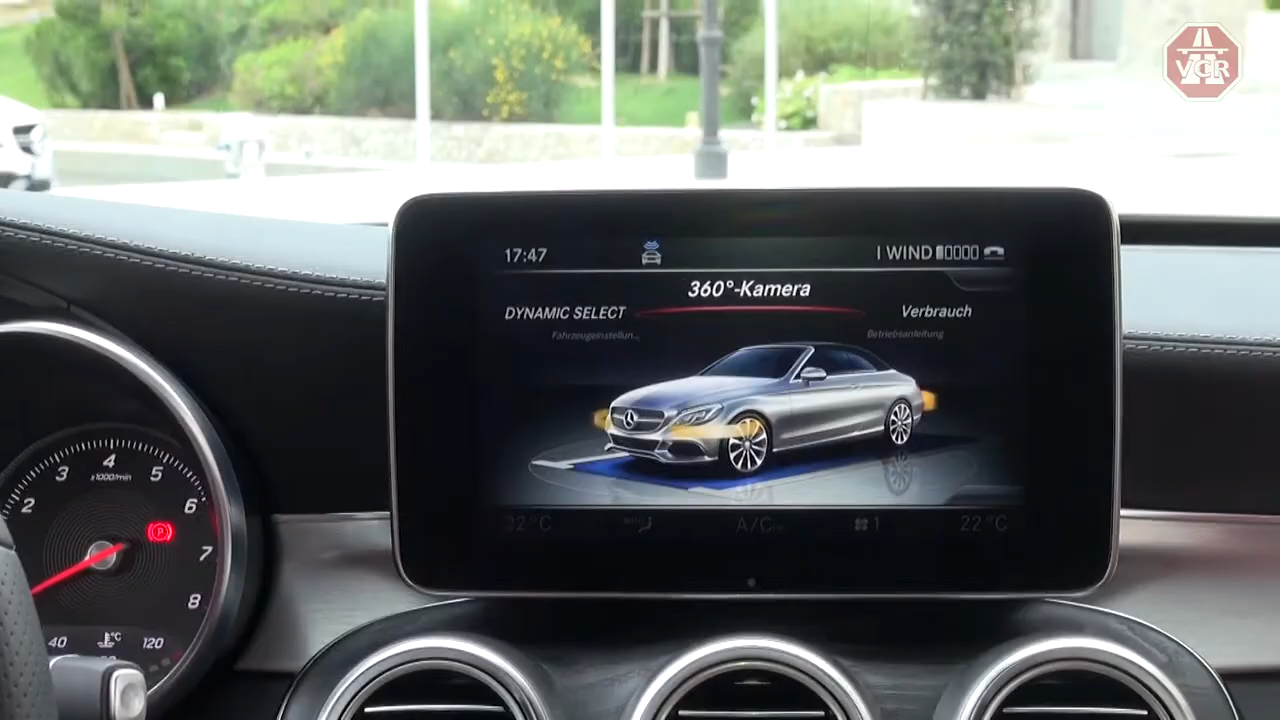 VCR
17:47
I WIND
360°-Kamera
DYNAMIC SELECT
Verbrauch
Fahrzeugeinstellun...
Betriebsanleitung
22°C
A/C
1
22°C
2 3 4 5 6 7 8
x1000/min
P
40 °C 120